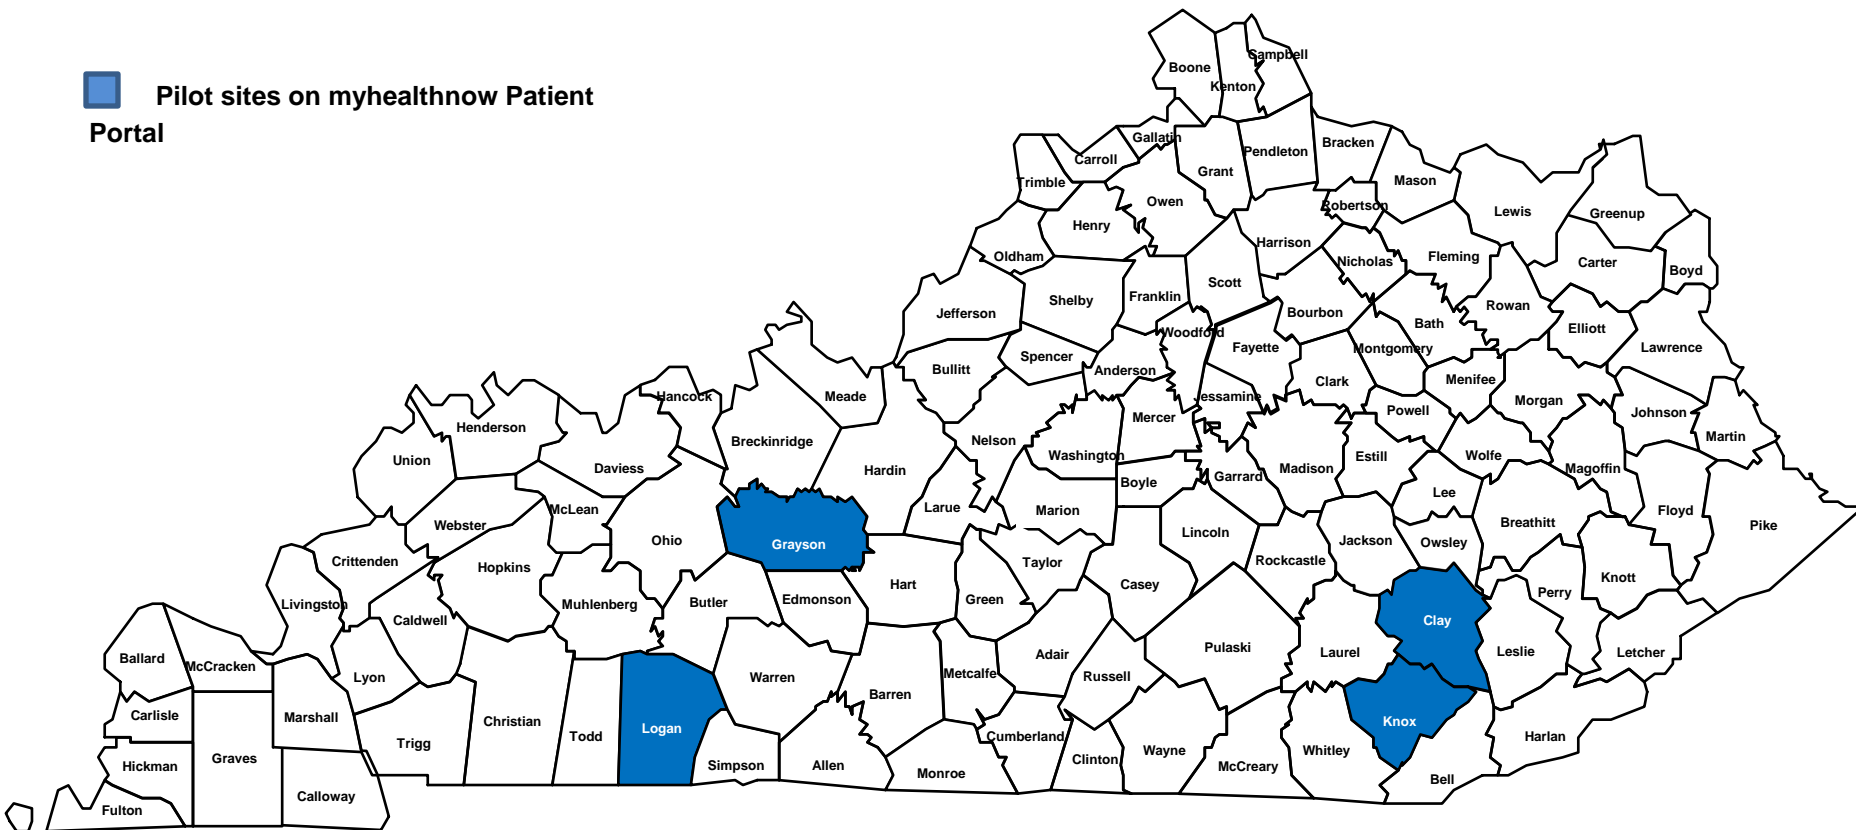 Pilot sites on myhealthnow Patient
Portal
Campbell
Boone
Kenton
Gallatin
Bracken
Pendleton
Carroll
Grant
Trimble
Mason
Owen
Robertson
Lewis
Greenup
Henry
Harrison
Oldham
Nicholas
Fleming
Carter
Boyd
Scott
Shelby
Franklin
Rowan
Jefferson
Bourbon
Bath
Elliott
Woodford
Fayette
Montgomery
Lawrence
Spencer
Bullitt
Anderson
Clark
Menifee
Hancock
Meade
Jessamine
Morgan
Powell
Johnson
Mercer
Henderson
Breckinridge
Nelson
Martin
Union
Daviess
Hardin
Washington
Madison
Estill
Wolfe
Magoffin
Garrard
Boyle
Lee
McLean
Larue
Marion
Floyd
Webster
Breathitt
Pike
Lincoln
Ohio
Grayson
Jackson
Owsley
Crittenden
Hopkins
Taylor
Rockcastle
Knott
Hart
Casey
Perry
Livingston
Muhlenberg
Butler
Edmonson
Green
Caldwell
Clay
Ballard
McCracken
Adair
Pulaski
Laurel
Leslie
Letcher
Lyon
Warren
Metcalfe
Russell
Barren
Carlisle
Marshall
Christian
Todd
Logan
Knox
Trigg
Cumberland
Harlan
Graves
Hickman
Simpson
Allen
Monroe
Clinton
Wayne
McCreary
Whitley
Bell
Calloway
Fulton